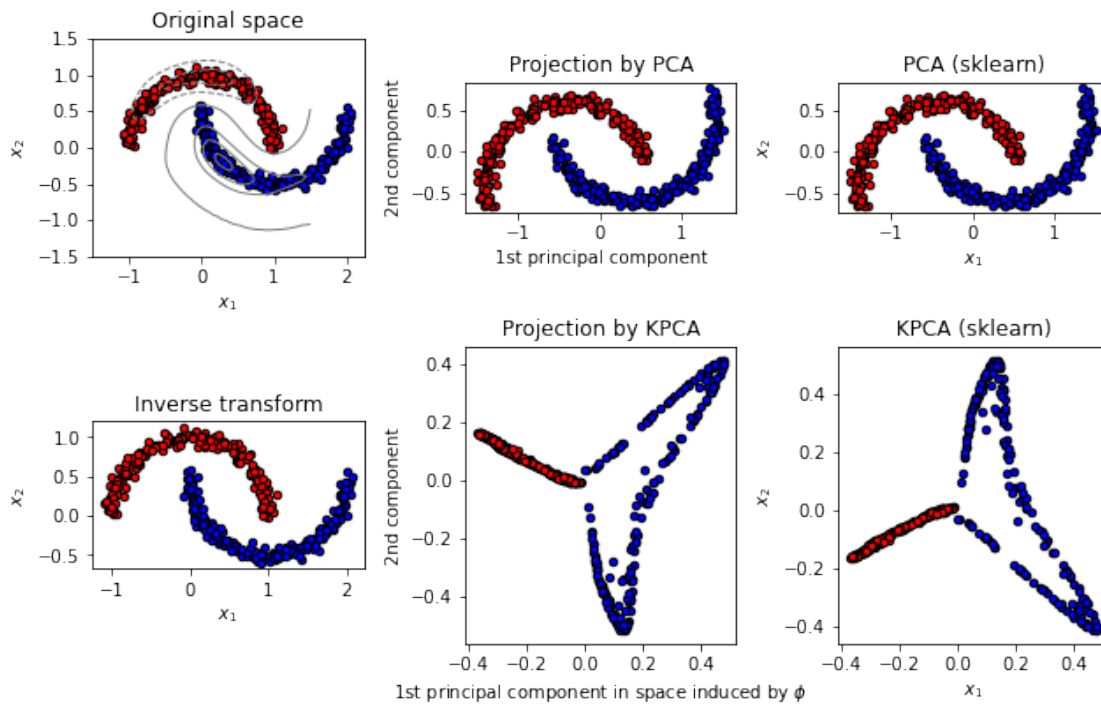 Original space
1.5
1.0
0.5
0.0
−0.5
−1.0
−1.5
x₂
−1 0 1 2
x₁
Projection by PCA
0.5
0.0
−0.5
2nd component
−1 0 1
1st principal component
PCA (sklearn)
0.5
0.0
−0.5
x₂
−1 0 1
x₁
Inverse transform
1.0
0.5
0.0
−0.5
x₂
−1 0 1 2
x₁
Projection by KPCA
0.4
0.2
0.0
−0.2
−0.4
2nd component
−0.4 −0.2 0.0 0.2 0.4
1st principal component in space induced by ϕ
KPCA (sklearn)
0.4
0.2
0.0
−0.2
−0.4
x₂
−0.4 −0.2 0.0 0.2 0.4
x₁